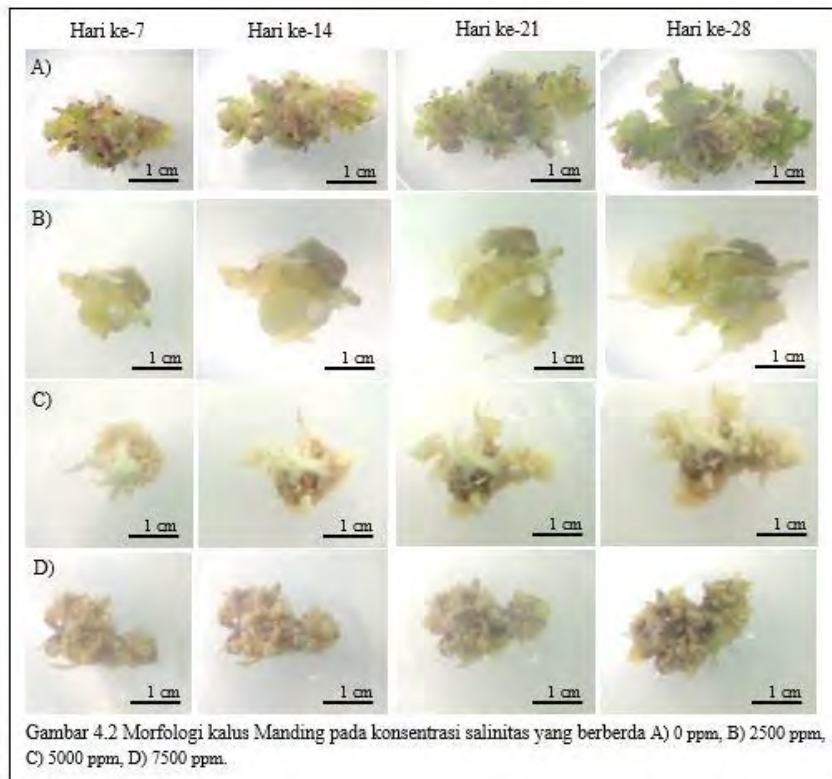 Hari ke-7 Hari ke-14 Hari ke-21 Hari ke-28
A)
1 cm 1 cm 1 cm 1 cm
B)
1 cm 1 cm 1 cm 1 cm
C)
1 cm 1 cm 1 cm 1 cm
D)
1 cm 1 cm 1 cm 1 cm
Gambar 4.2 Morfologi kalus Manding pada konsentrasi salinitas yang berberda A) 0 ppm, B) 2500 ppm,
C) 5000 ppm, D) 7500 ppm.